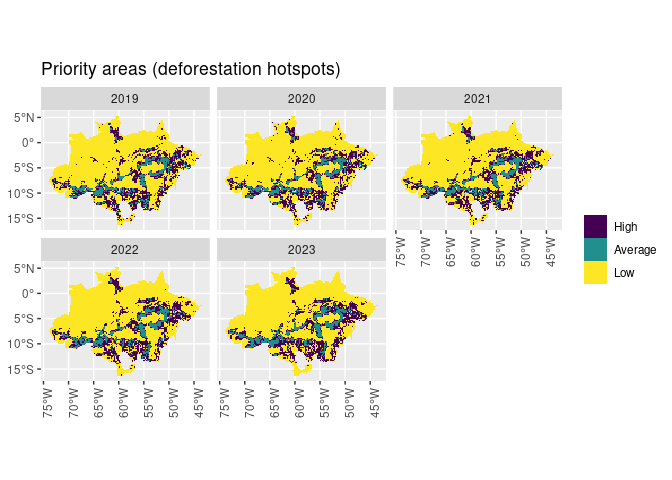 Priority areas (deforestation hotspots)
2019
2020
2021
5°N
0°
5°S
10°S
15°S
High
Average
Low
75°W
70°W
65°W
60°W
55°W
50°W
45°W
2022
2023
5°N
0°
5°S
10°S
15°S
75°W
70°W
65°W
60°W
55°W
50°W
45°W
75°W
70°W
65°W
60°W
55°W
50°W
45°W